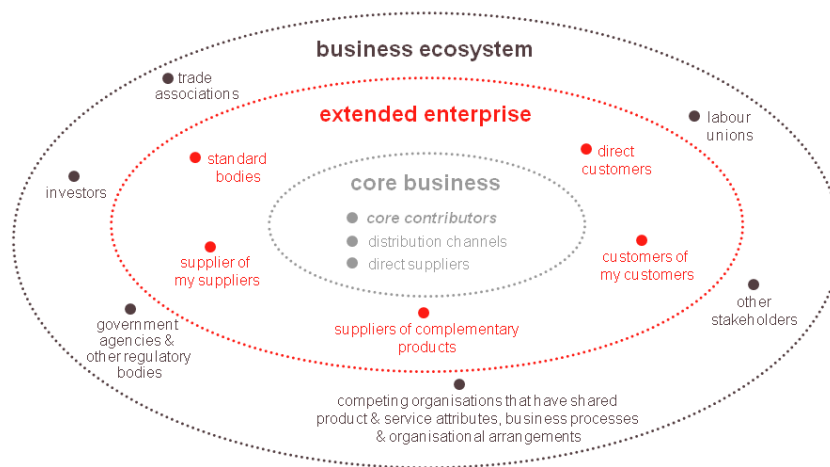 business ecosystem
trade
associations
extended enterprise
labour
unions
standard
bodies
direct
customers
investors
core business
core contributors
distribution channels
direct suppliers
supplier of
my suppliers
customers of
my customers
other
stakeholders
government
agencies &
other regulatory
bodies
suppliers of complementary
products
competing organisations that have shared
product & service attributes, business processes
& organisational arrangements